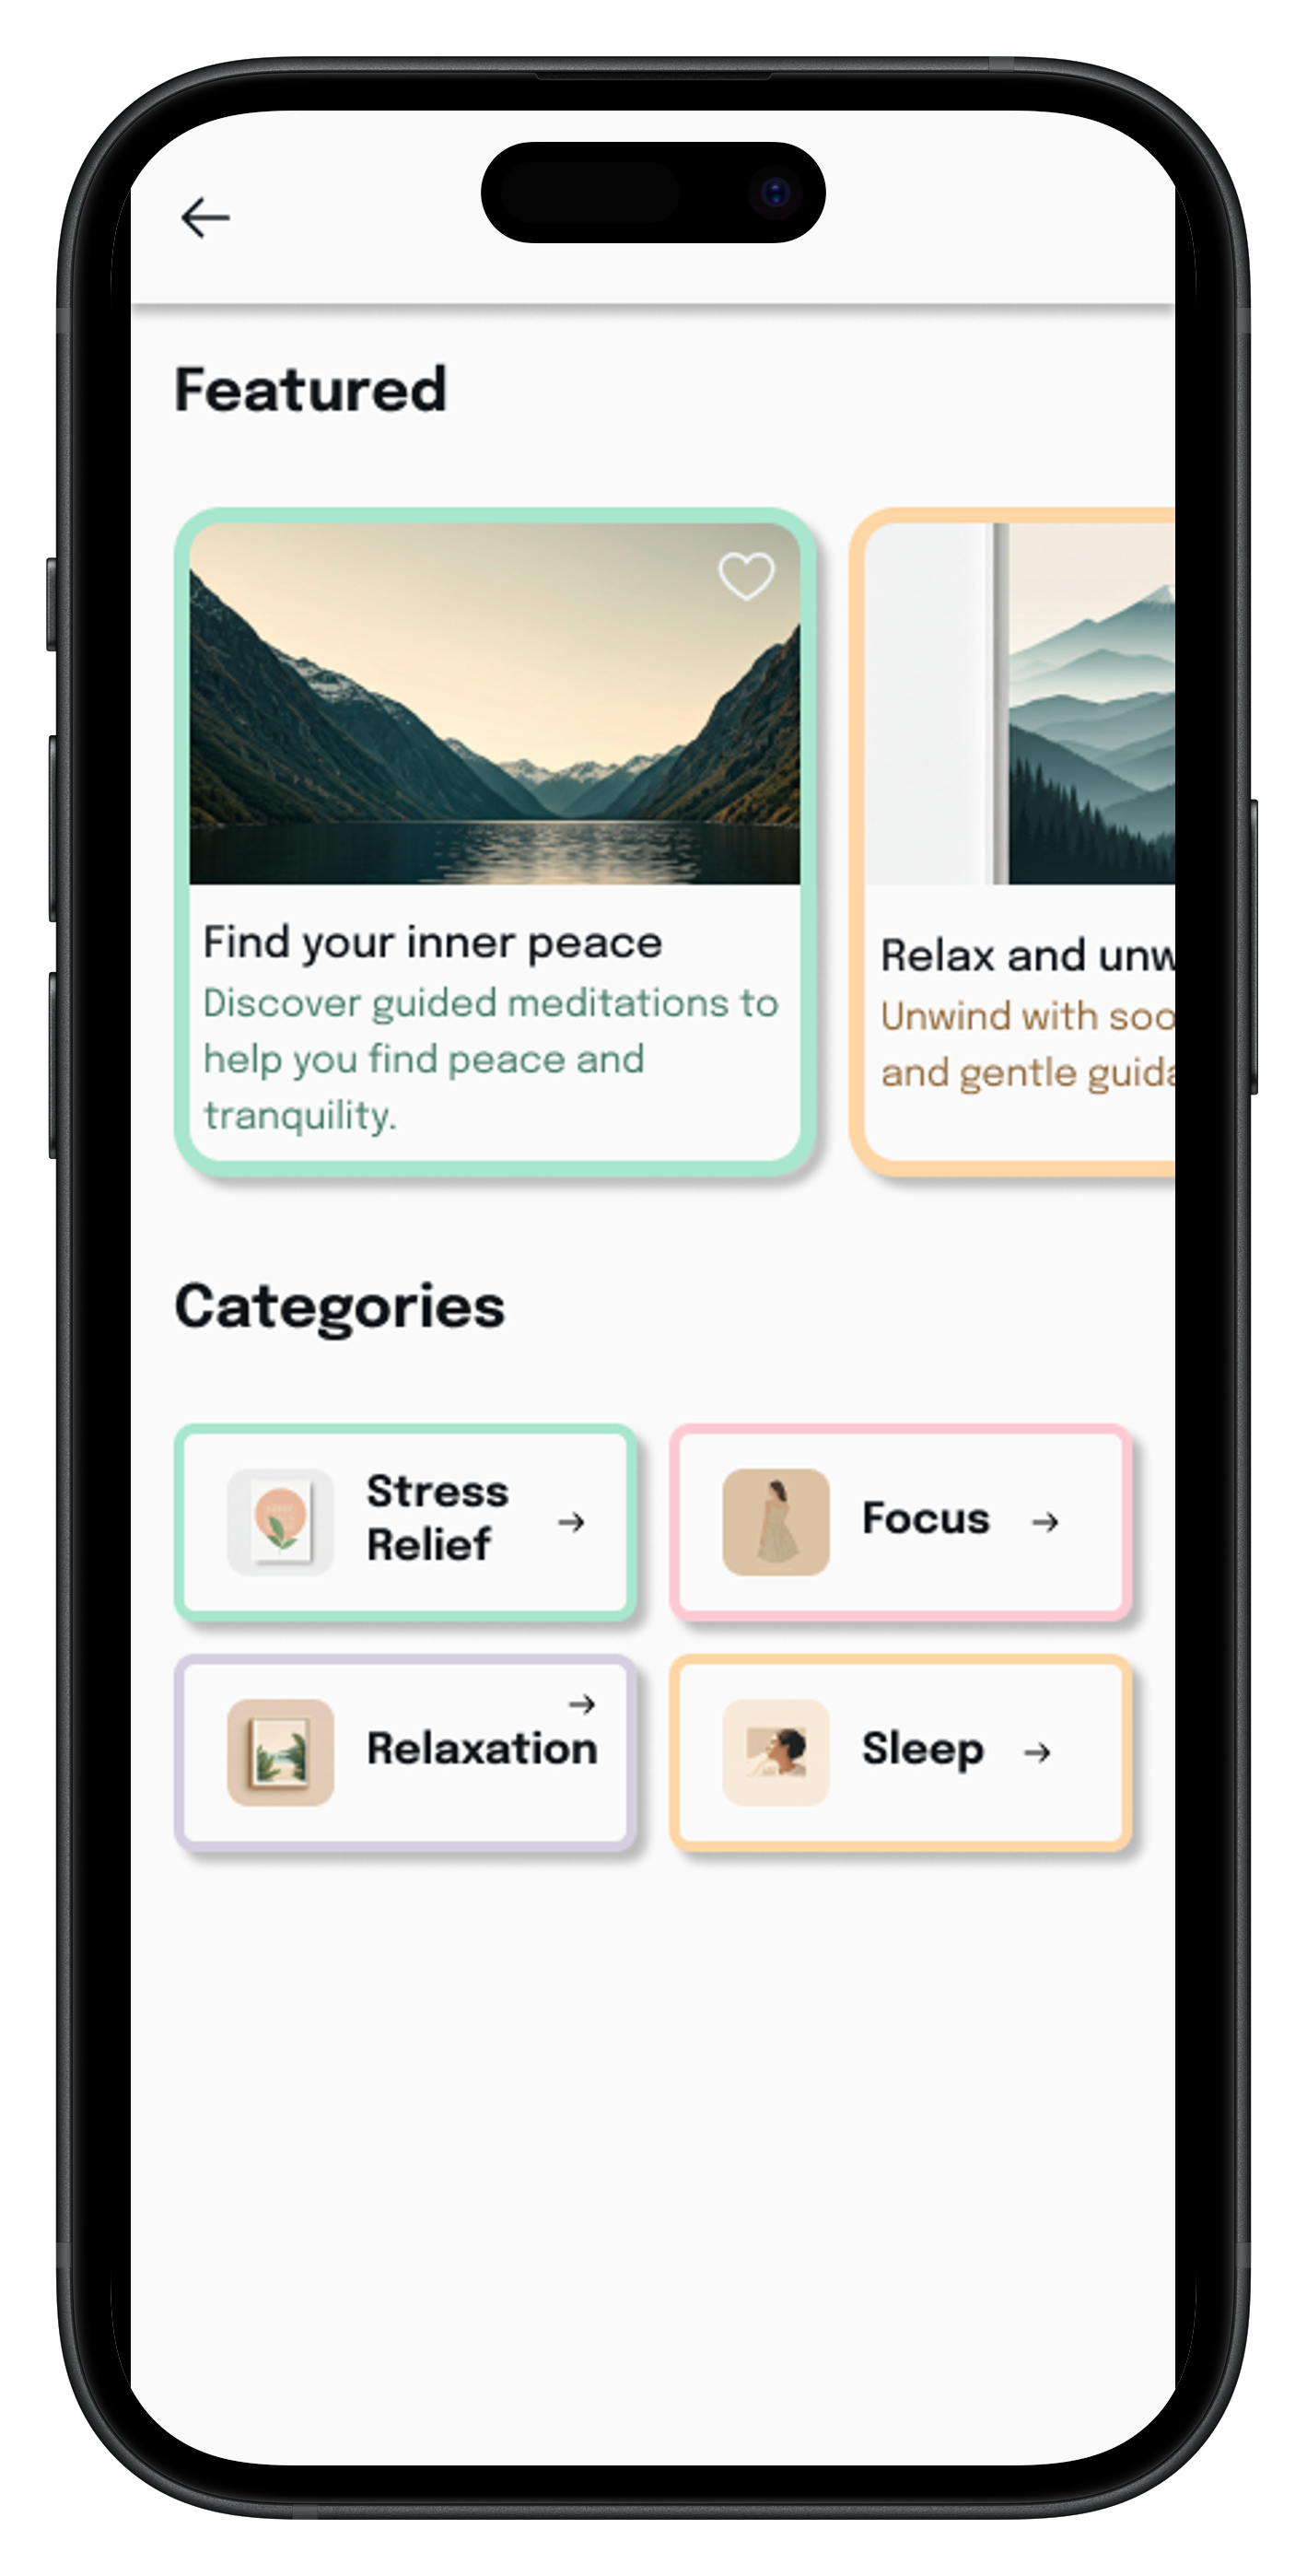 Featured
Find your inner peace
Discover guided meditations to
help you find peace and
tranquility.
Relax and unw
Unwind with soo
and gentle guida
Categories
Stress
Relief
Focus
Relaxation
Sleep